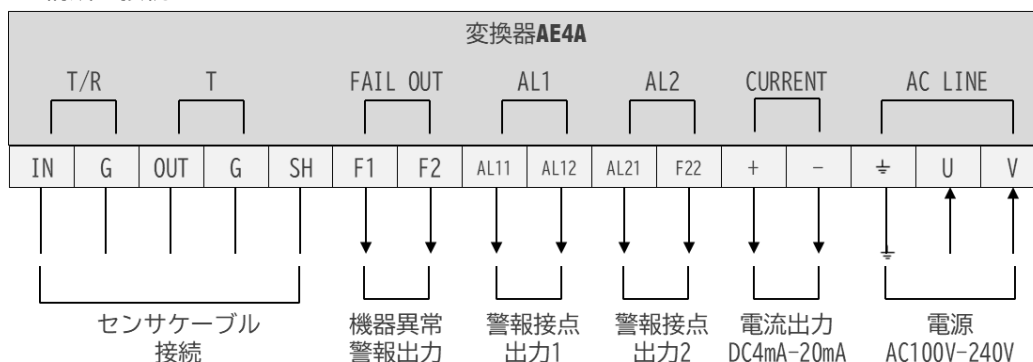 変換器AE4A
T/R T FAIL OUT AL1 AL2 CURRENT AC LINE
IN G OUT G SH F1 F2 AL11 AL12 AL21 F22 + − ⏚ U V
センサケーブル 機器異常 警報接点 警報接点 電流出力 電源
接続 警報出力 出力1 出力2 DC4mA-20mA AC100V-240V